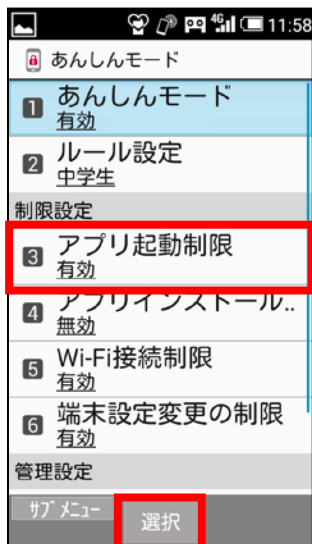 4G 11:58
あんしんモード
1 あんしんモード
有効
2 ルール設定
中学生
制限設定
3 アプリ起動制限
有効
4 アプリインストール..
無効
5 Wi-Fi接続制限
有効
6 端末設定変更の制限
有効
管理設定
ｻﾌﾞﾒﾆｭｰ 選択